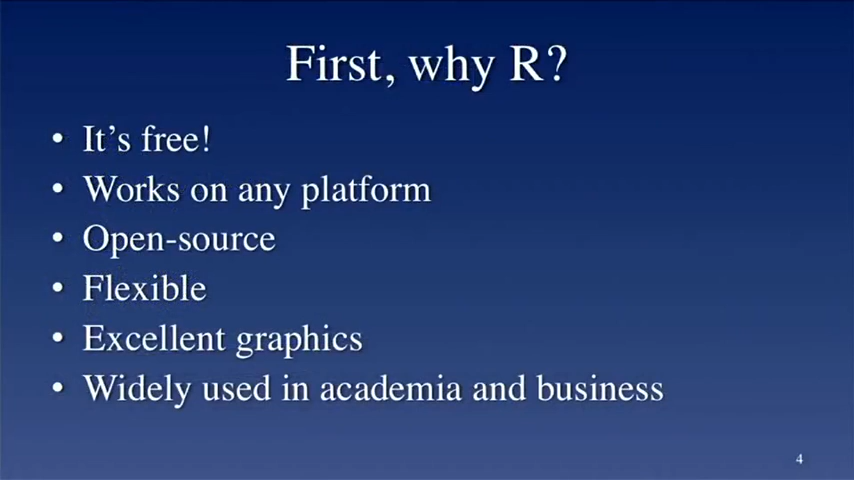 First, why R?
• It's free!
• Works on any platform
• Open-source
• Flexible
• Excellent graphics
• Widely used in academia and business
4